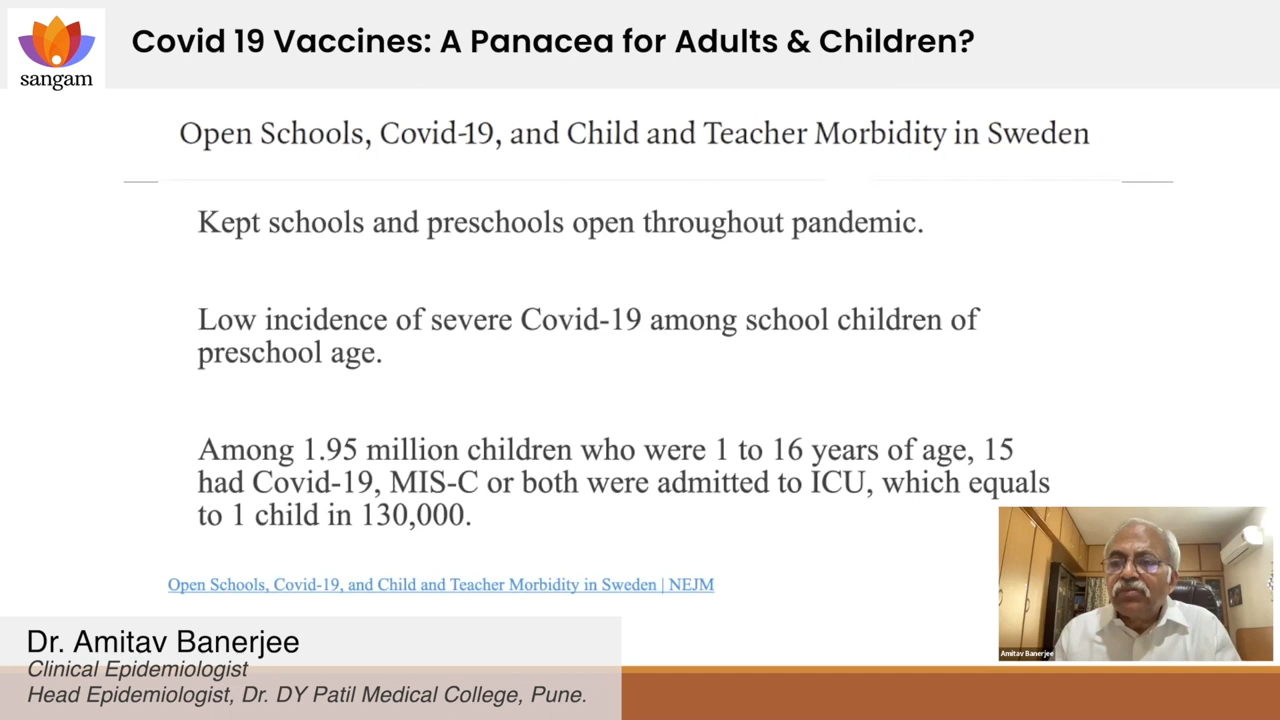 sangam
Covid 19 Vaccines: A Panacea for Adults & Children?
Open Schools, Covid-19, and Child and Teacher Morbidity in Sweden
Kept schools and preschools open throughout pandemic.
Low incidence of severe Covid-19 among school children of
preschool age.
Among 1.95 million children who were 1 to 16 years of age, 15
had Covid-19, MIS-C or both were admitted to ICU, which equals
to 1 child in 130,000.
Open Schools, Covid-19, and Child and Teacher Morbidity in Sweden | NEJM
Amitav Banerjee
Dr. Amitav Banerjee
Clinical Epidemiologist
Head Epidemiologist, Dr. DY Patil Medical College, Pune.